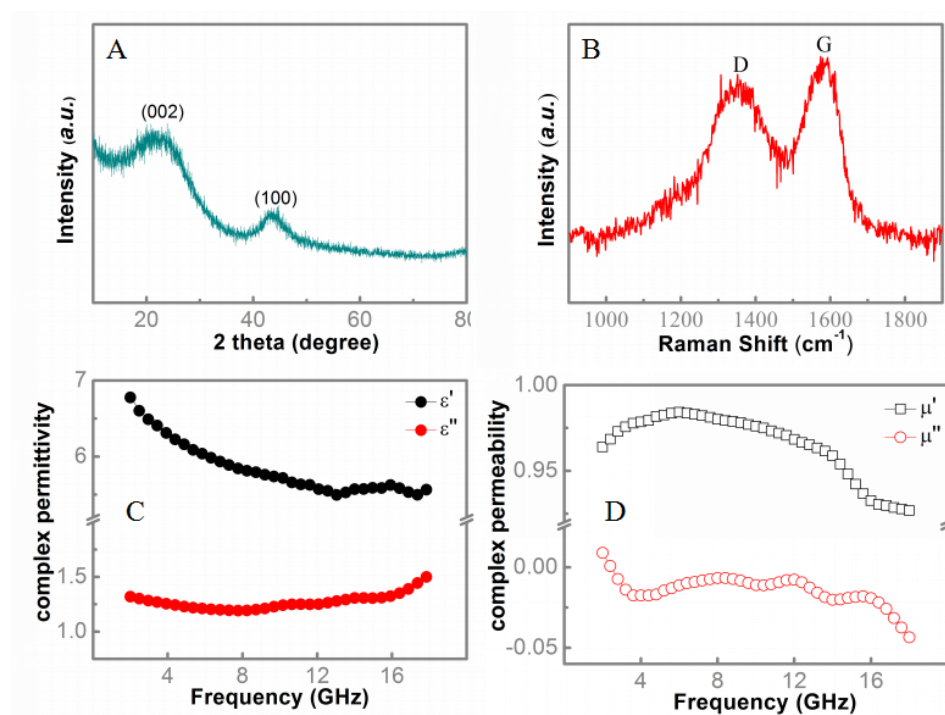 A
(002)
(100)
Intensity (a.u.)
20 40 60 80
2 theta (degree)
B
D
G
Intensity (a.u.)
1000 1200 1400 1600 1800
Raman Shift (cm⁻¹)
7
6
1.5
1.0
ε'
ε"
C
complex permittivity
4 8 12 16
Frequency (GHz)
1.00
0.95
0.00
-0.05
μ'
μ"
D
complex permeability
4 8 12 16
Frequency (GHz)